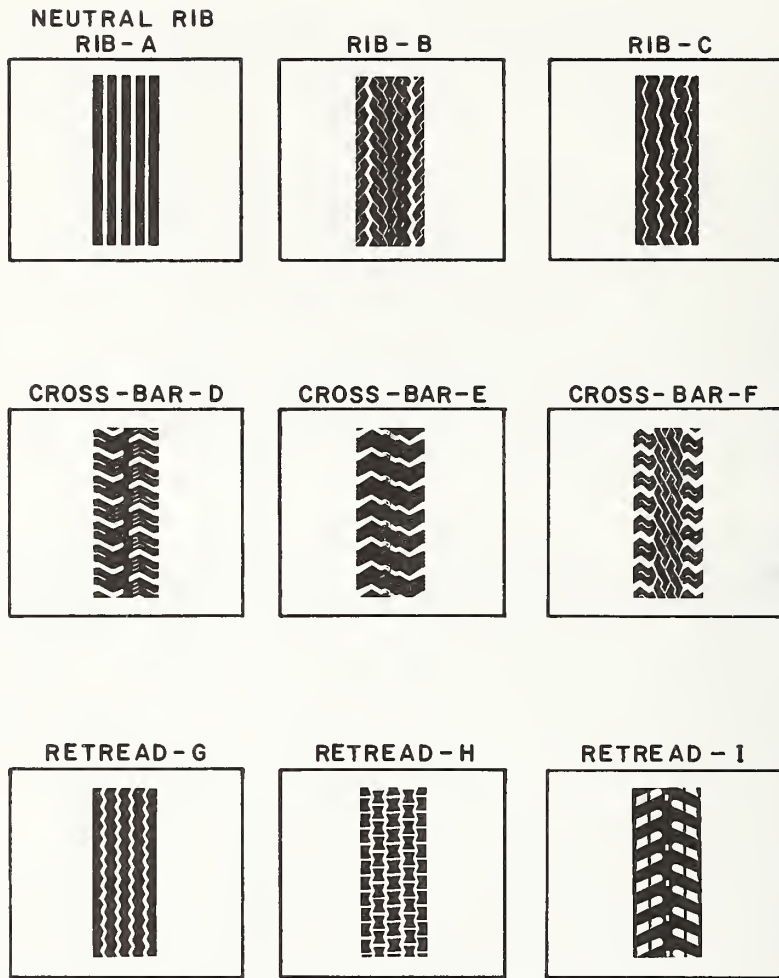 NEUTRAL RIB
RIB-A
RIB-B
RIB-C
CROSS-BAR-D
CROSS-BAR-E
CROSS-BAR-F
RETREAD-G
RETREAD-H
RETREAD-I